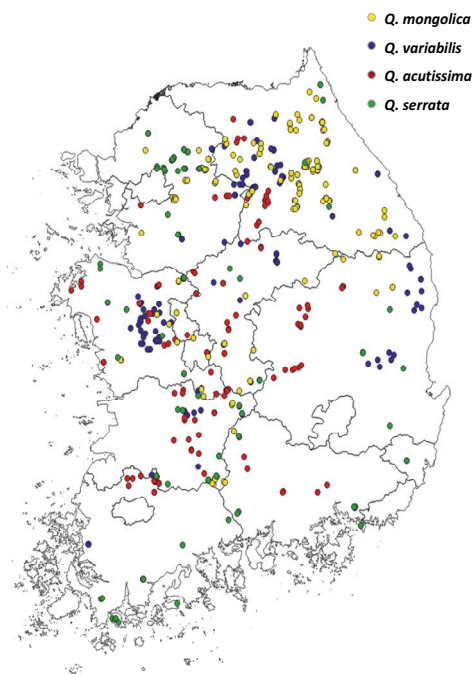 Q. mongolica
Q. variabilis
Q. acutissima
Q. serrata